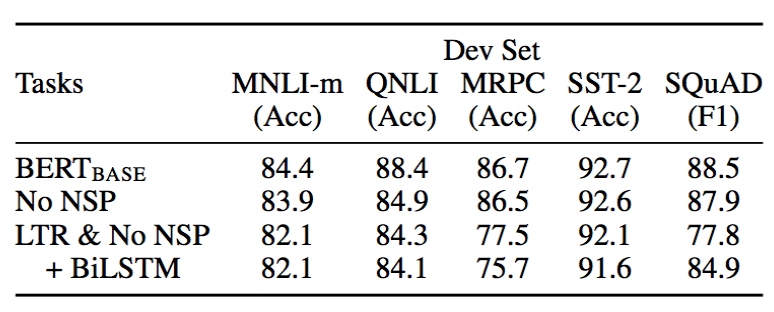 Dev Set
Tasks MNLI-m QNLI MRPC SST-2 SQuAD
(Acc) (Acc) (Acc) (Acc) (F1)
BERTBASE 84.4 88.4 86.7 92.7 88.5
No NSP 83.9 84.9 86.5 92.6 87.9
LTR & No NSP 82.1 84.3 77.5 92.1 77.8
+ BiLSTM 82.1 84.1 75.7 91.6 84.9